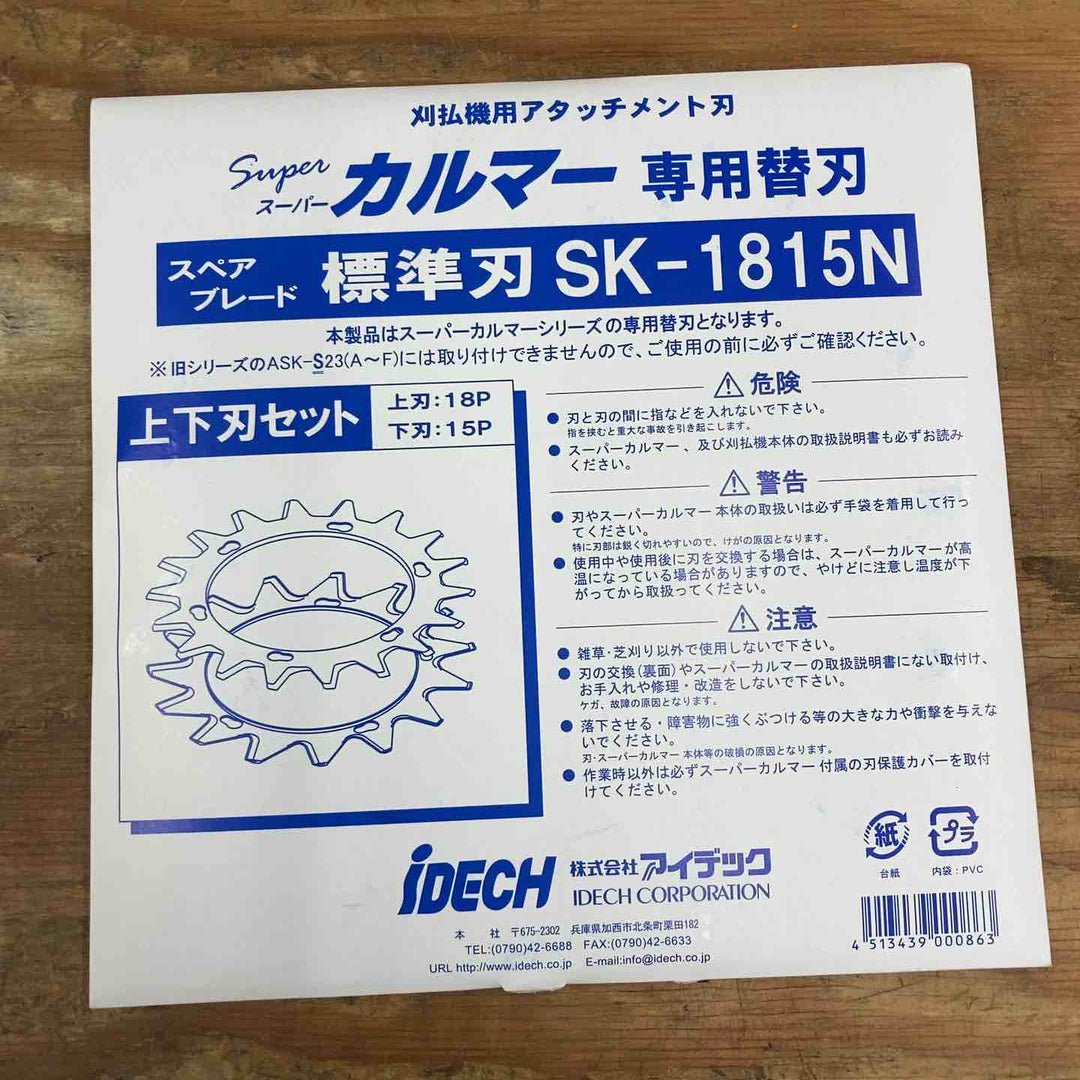 刈払機用アタッチメント刃
Super
スーパー カルマー 専用替刃
スペア
ブレード 標準刃 SK-1815N
本製品はスーパーカルマーシリーズの専用替刃となります。
※旧シリーズのASK-S23(A～F)には取り付けできませんので、ご使用の前に必ずご確認ください。
上下刃セット
上刃:18P
下刃:15P
⚠危険
● 刃と刃の間に指などを入れないで下さい。
指を挟むと重大な事故を引き起こします。
● スーパーカルマー、及び刈払機本体の取扱説明書も必ずお読み
ください。
⚠警告
● 刃やスーパーカルマー本体の取扱いは必ず手袋を着用して行っ
てください。
特に刃部は鋭く切れやすいので、けがの原因となります。
● 使用中や使用後に刃を交換する場合は、スーパーカルマーが高
温になっている場合がありますので、やけどに注意し温度が下
がってから取扱ってください。
⚠注意
● 雑草・芝刈り以外で使用しないで下さい。
● 刃の交換(裏面)やスーパーカルマーの取扱説明書にない取付け、
お手入れや修理・改造をしないで下さい。
ケガ、故障の原因となります。
● 落下させる・障害物に強くぶつける等の大きな力や衝撃を与えな
いでください。
刃・スーパーカルマー本体等の破損の原因となります。
● 作業時以外は必ずスーパーカルマー付属の刃保護カバーを取付
けてください。
紙
台紙
プラ
内袋:PVC
iDECH 株式会社アイデック
IDECH CORPORATION
本 社 〒675-2302 兵庫県加西市北条町栗田182
TEL:(0790)42-6688 FAX:(0790)42-6633
URL http://www.idech.co.jp E-mail:info@idech.co.jp
4 513439 000863